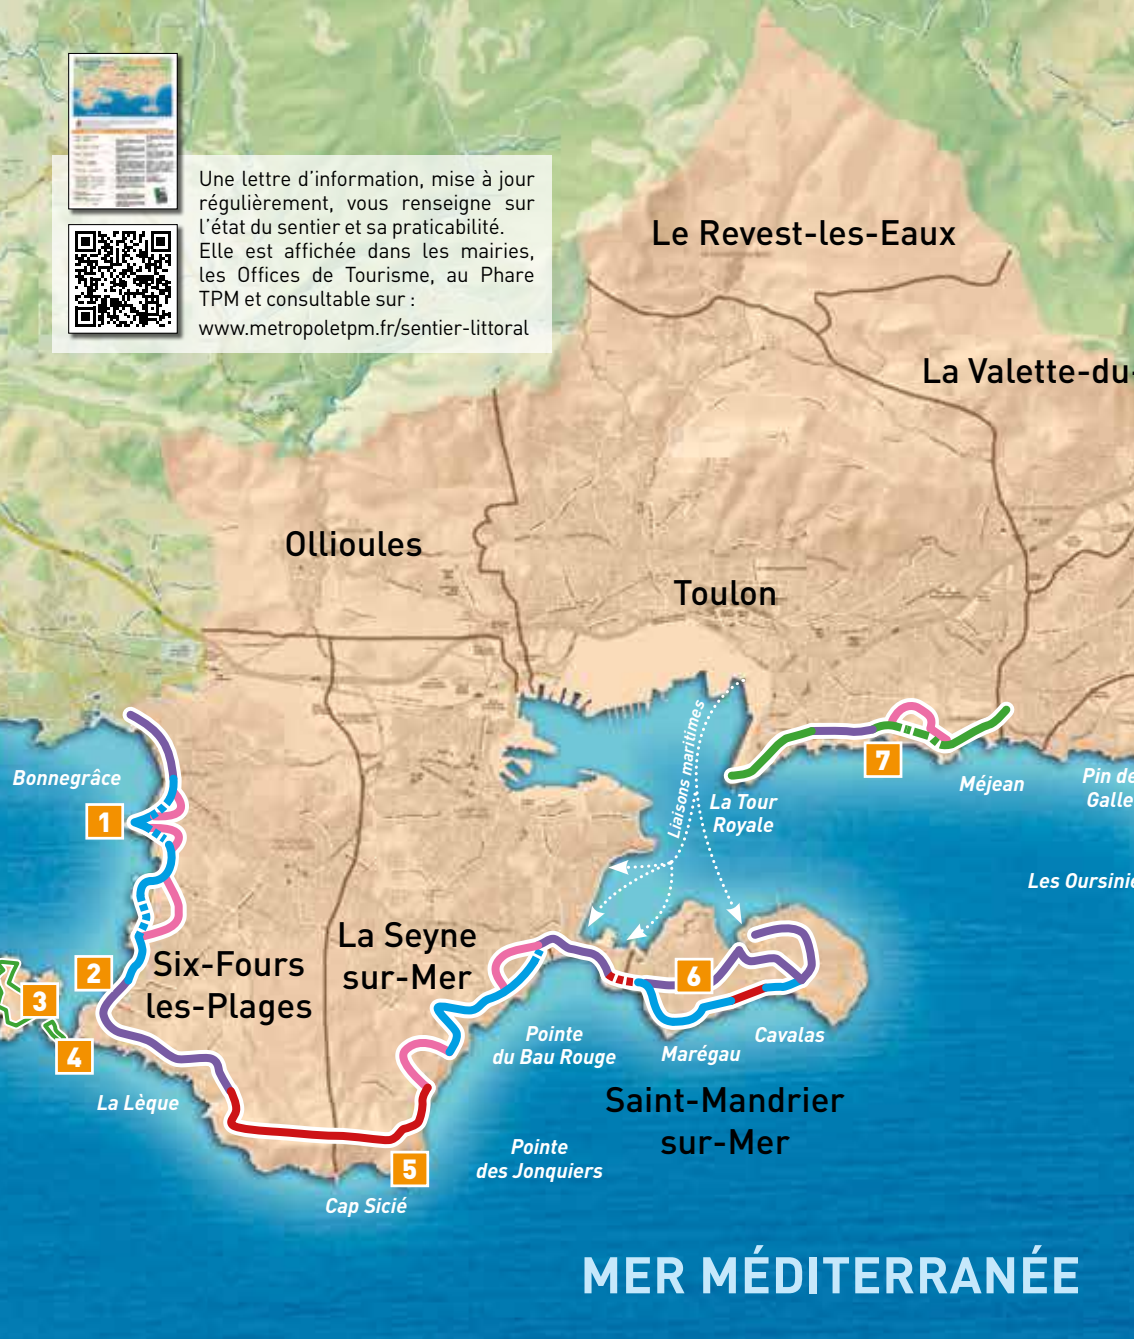 Une lettre d'information, mise à jour
régulièrement, vous renseigne sur
l'état du sentier et sa praticabilité.
Elle est affichée dans les mairies,
les Offices de Tourisme, au Phare
TPM et consultable sur :
www.metropoletpm.fr/sentier-littoral
Le Revest-les-Eaux
La Valette-du-
Ollioules
Toulon
Liaisons maritimes
Bonnegrâce
1
7
Méjean
Pin de
Galle
La Tour
Royale
Les Oursinie
2
Six-Fours
les-Plages
La Seyne
sur-Mer
6
3
4
Pointe
du Bau Rouge
Marégau
Cavalas
La Lèque
Saint-Mandrier
sur-Mer
5
Pointe
des Jonquiers
Cap Sicié
MER MÉDITERRANÉE